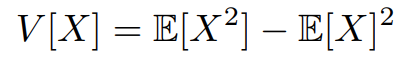 V[X] = 𝔼[X²] − 𝔼[X]²